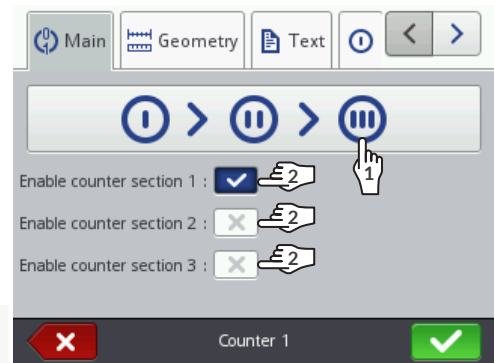 Main Geometry Text
1
Enable counter section 1 : 2
Enable counter section 2 : 2
Enable counter section 3 : 2
Counter 1